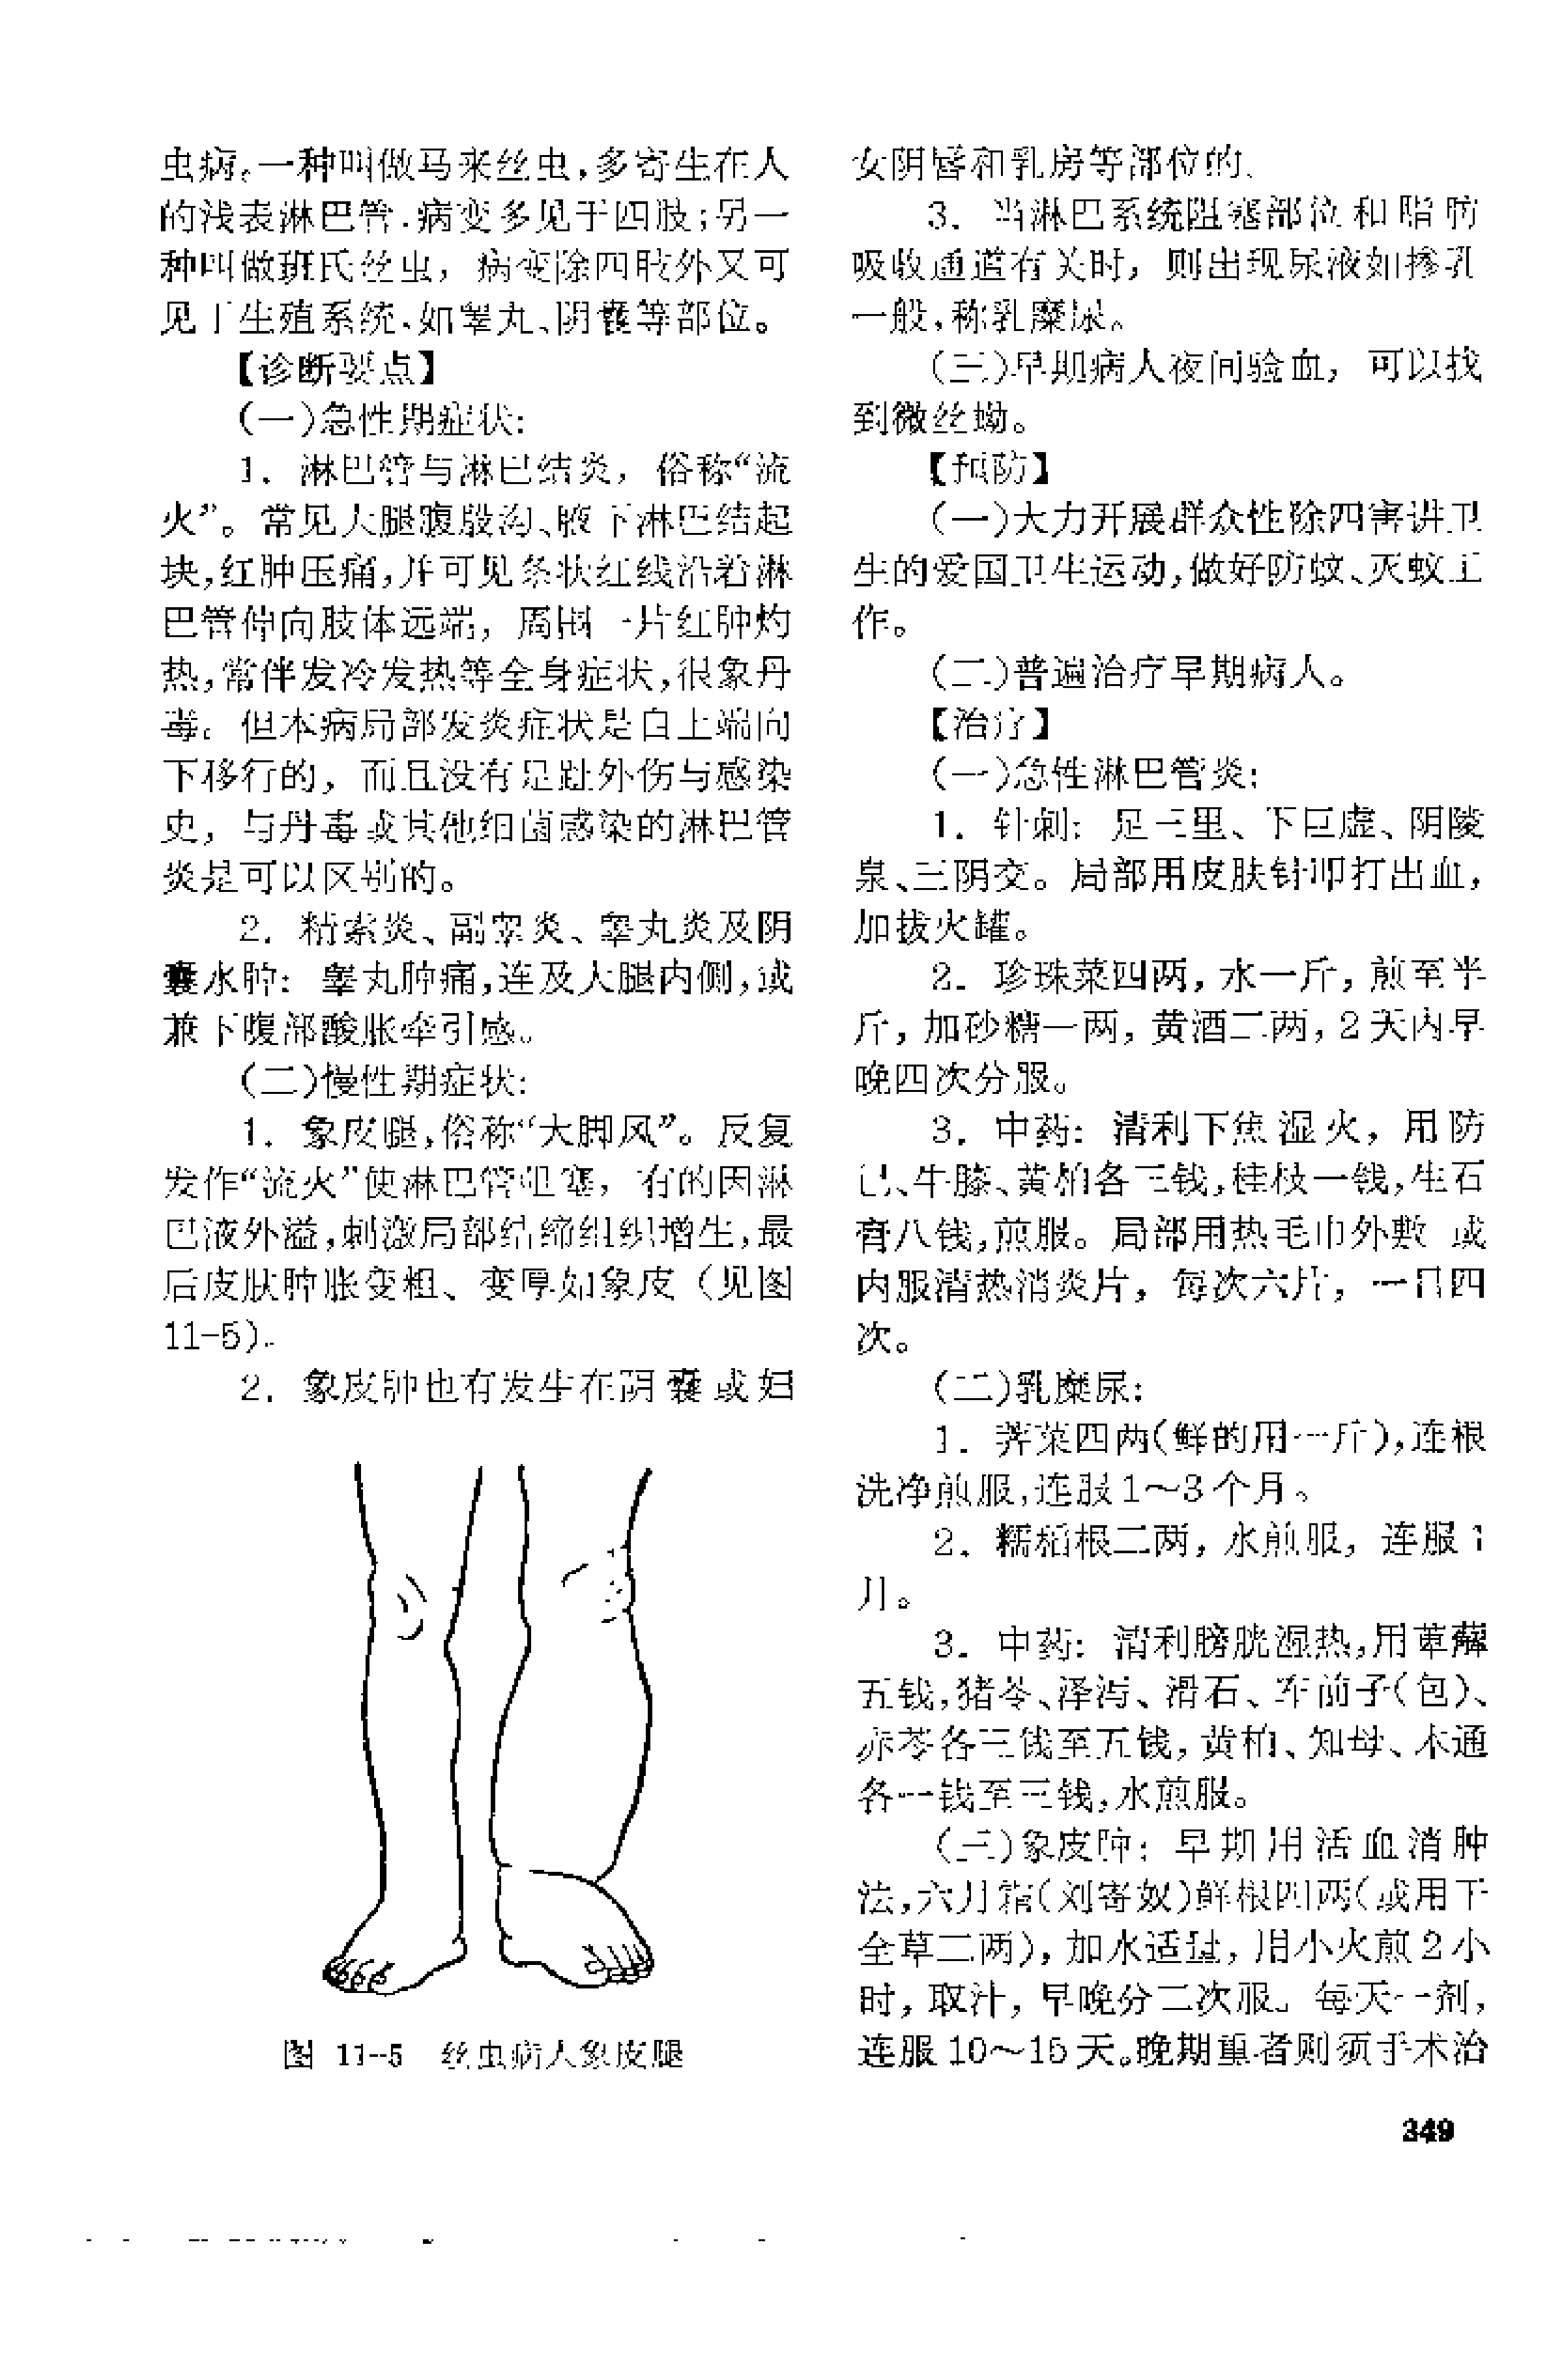 虫病。一种叫做马来丝虫,多寄生在人
的浅表淋巴管.病变多见于四肢;另一
种叫做班氏丝虫，病变除四肢外又可
见于生殖系统.如睾丸、阴囊等部位。
【诊断要点】
(一)急性期症状:
1．淋巴管与淋巴结炎，俗称“流
火”。常见大腿腹股沟、腋下淋巴结起
块,红肿压痛,并可见条状红线沿着淋
巴管伸向肢体远端，周围一片红肿灼
热,常伴发冷发热等全身症状,很象丹
毒。但本病局部发炎症状是自上端向
下移行的，而且没有足趾外伤与感染
史，与丹毒或其他细菌感染的淋巴管
炎是可以区别的。
2．精索炎、副睾炎、睾丸炎及阴
囊水肿：睾丸肿痛,连及大腿内侧,或
兼下腹部酸胀牵引感。
(二)慢性期症状:
1．象皮腿,俗称“大脚风”。反复
发作“流火”使淋巴管阻塞，有的因淋
巴液外溢,刺激局部结缔组织增生,最
后皮肤肿胀变粗、变厚如象皮（见图
11-5)。
2．象皮肿也有发生在阴囊或妇
图 11-5 丝虫病人象皮腿
女阴唇和乳房等部位的。
3．当淋巴系统阻塞部位和脂肪
吸收通道有关时，则出现尿液如掺乳
一般,称乳糜尿。
(三)早期病人夜间验血，可以找
到微丝蚴。
【预防】
(一)大力开展群众性除四害讲卫
生的爱国卫生运动,做好防蚊、灭蚊工
作。
(二)普遍治疗早期病人。
【治疗】
(一)急性淋巴管炎:
1．针刺：足三里、下巨虚、阴陵
泉、三阴交。局部用皮肤针叩打出血，
加拔火罐。
2．珍珠菜四两，水一斤，煎至半
斤，加砂糖一两，黄酒二两，2天内早
晚四次分服。
3．中药：清利下焦湿火，用防
己、牛膝、黄柏各三钱,桂枝一钱,生石
膏八钱,煎服。局部用热毛巾外敷 或
内服清热消炎片，每次六片，一日四
次。
(二)乳糜尿:
1．荠菜四两(鲜的用一斤),连根
洗净煎服,连服1～3个月。
2．糯稻根二两，水煎服，连服1
月。
3．中药：清利膀胱湿热,用萆薢
五钱,猪苓、泽泻、滑石、车前子(包)、
赤苓各三钱至五钱，黄柏、知母、木通
各一钱至三钱,水煎服。
(三)象皮肿：早期用活血消肿
法,六月霜(刘寄奴)鲜根四两(或用干
全草二两)，加水适量，用小火煎2小
时，取汁，早晚分二次服。每天一剂，
连服10～15天。晚期重者则须手术治
349